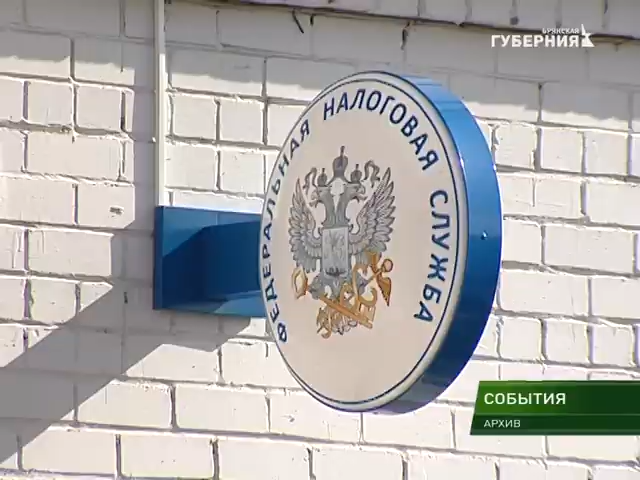 БРЯНСКАЯ
ГУБЕРНИЯ
ФЕДЕРАЛЬНАЯ НАЛОГОВАЯ СЛУЖБА
СОБЫТИЯ
АРХИВ